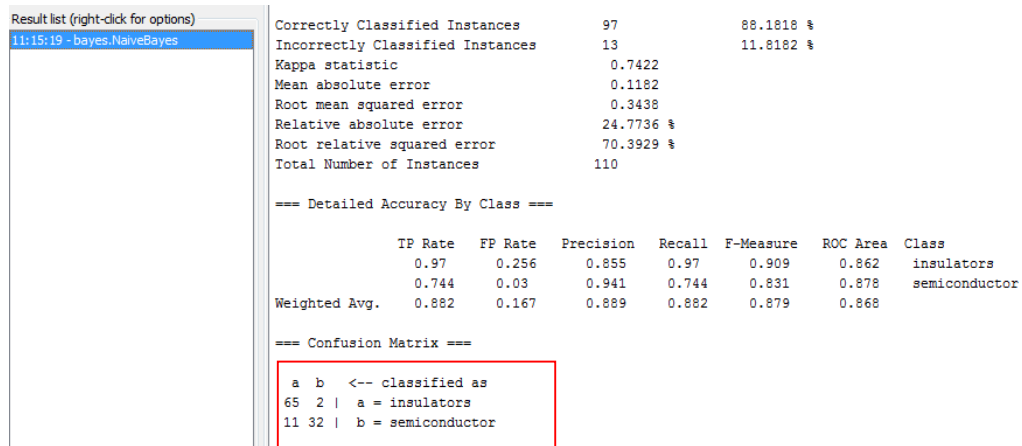 Result list (right-click for options)
11:15:19 - bayes.NaiveBayes
Correctly Classified Instances 97 88.1818 %
Incorrectly Classified Instances 13 11.8182 %
Kappa statistic 0.7422
Mean absolute error 0.1182
Root mean squared error 0.3438
Relative absolute error 24.7736 %
Root relative squared error 70.3929 %
Total Number of Instances 110
=== Detailed Accuracy By Class ===
TP Rate FP Rate Precision Recall F-Measure ROC Area Class
0.97 0.256 0.855 0.97 0.909 0.862 insulators
0.744 0.03 0.941 0.744 0.831 0.878 semiconductor
Weighted Avg. 0.882 0.167 0.889 0.882 0.879 0.868
=== Confusion Matrix ===
a b <-- classified as
65 2 | a = insulators
11 32 | b = semiconductor